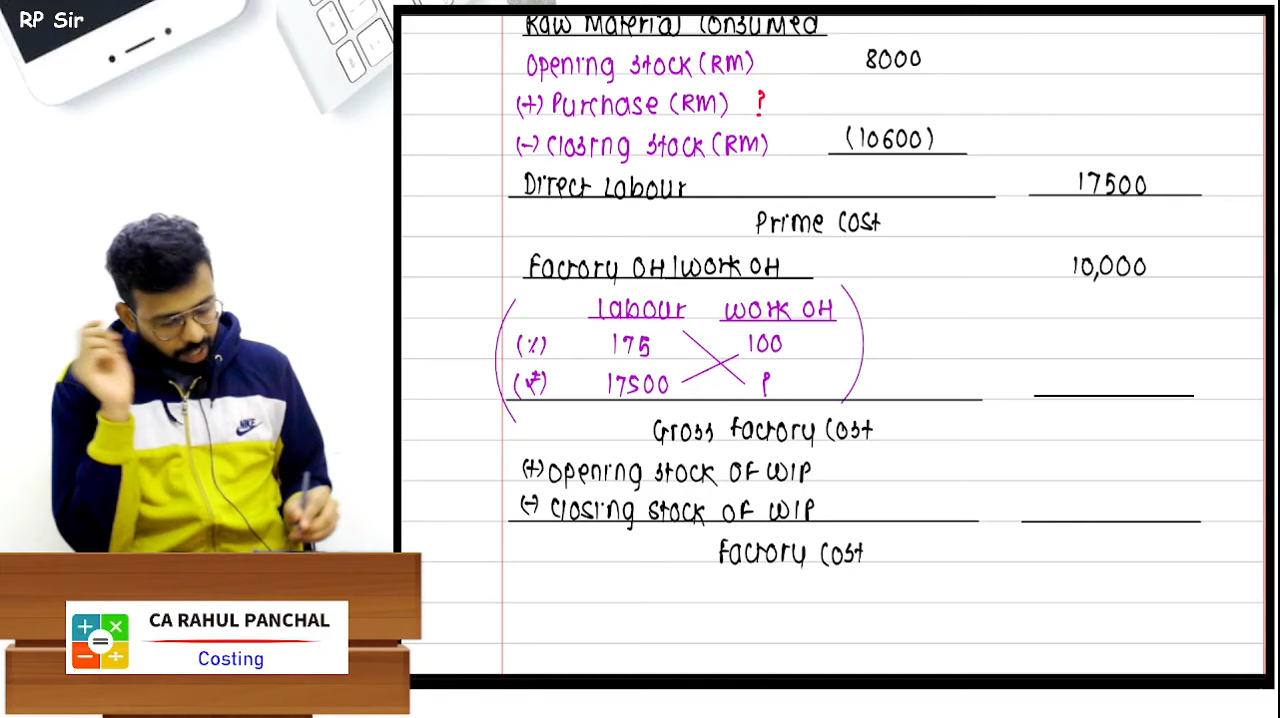 RP Sir
Raw Material Consumed
Opening stock (RM) 8000
(+) Purchase (RM) ?
(-) Closing stock (RM) (10600)
Direct Labour 17500
Prime Cost
Factory OH/Work OH 10,000
Labour Work OH
(%) 175 100
(₹) 17500 ?
Gross Factory Cost
(+) Opening stock OF WIP
(-) Closing stock OF WIP
Factory Cost
NIKE
CA RAHUL PANCHAL
Costing